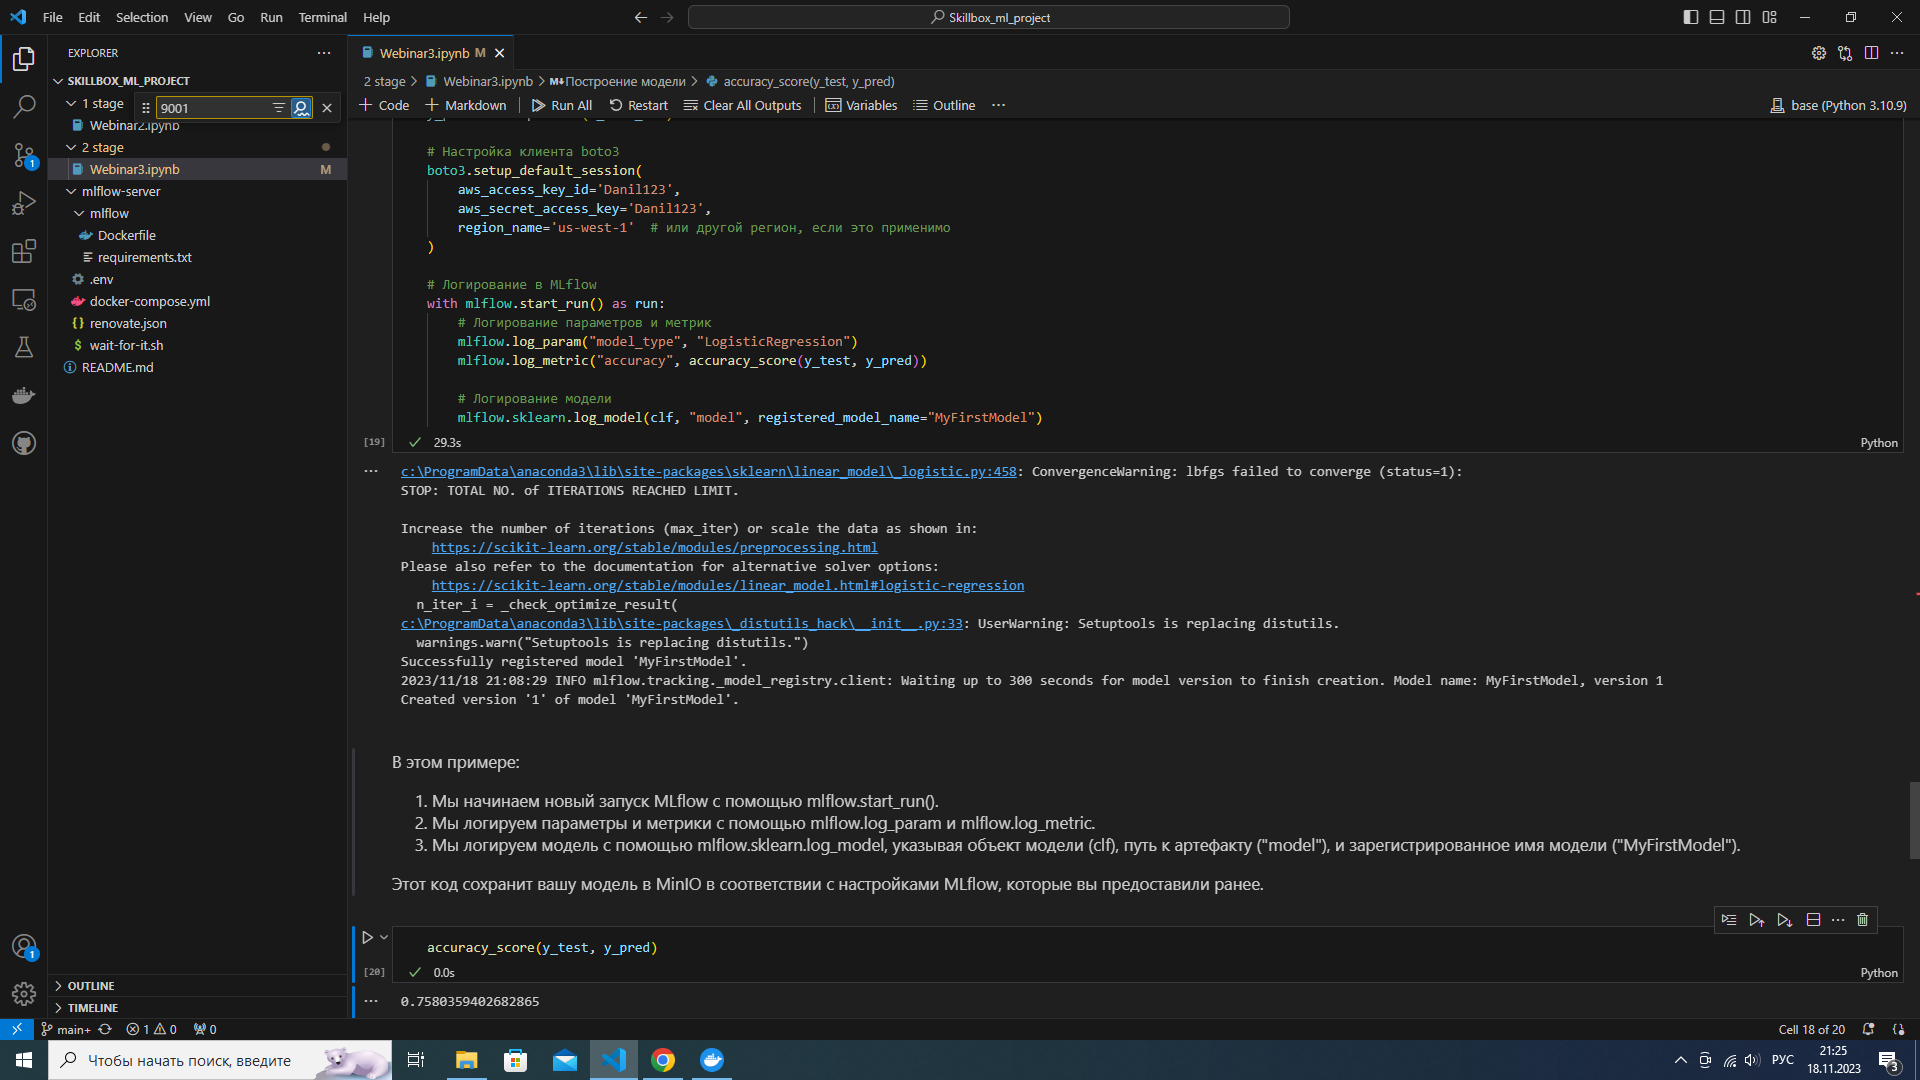 File Edit Selection View Go Run Terminal Help
Skillbox_ml_project
EXPLORER
SKILLBOX_ML_PROJECT
1 stage
9001
Webinar2.ipynb
2 stage
Webinar3.ipynb M
mlflow-server
mlflow
Dockerfile
requirements.txt
.env
docker-compose.yml
renovate.json
wait-for-it.sh
README.md
OUTLINE
TIMELINE
Webinar3.ipynb M
2 stage > Webinar3.ipynb > Построение модели > accuracy_score(y_test, y_pred)
Code Markdown Run All Restart Clear All Outputs Variables Outline
base (Python 3.10.9)
# Настройка клиента boto3
boto3.setup_default_session(
aws_access_key_id='Danil123',
aws_secret_access_key='Danil123',
region_name='us-west-1' # или другой регион, если это применимо
)
# Логирование в MLflow
with mlflow.start_run() as run:
# Логирование параметров и метрик
mlflow.log_param("model_type", "LogisticRegression")
mlflow.log_metric("accuracy", accuracy_score(y_test, y_pred))
# Логирование модели
mlflow.sklearn.log_model(clf, "model", registered_model_name="MyFirstModel")
[19] 29.3s Python
c:\ProgramData\anaconda3\lib\site-packages\sklearn\linear_model\_logistic.py:458: ConvergenceWarning: lbfgs failed to converge (status=1):
STOP: TOTAL NO. of ITERATIONS REACHED LIMIT.
Increase the number of iterations (max_iter) or scale the data as shown in:
https://scikit-learn.org/stable/modules/preprocessing.html
Please also refer to the documentation for alternative solver options:
https://scikit-learn.org/stable/modules/linear_model.html#logistic-regression
n_iter_i = _check_optimize_result(
c:\ProgramData\anaconda3\lib\site-packages\_distutils_hack\__init__.py:33: UserWarning: Setuptools is replacing distutils.
warnings.warn("Setuptools is replacing distutils.")
Successfully registered model 'MyFirstModel'.
2023/11/18 21:08:29 INFO mlflow.tracking._model_registry.client: Waiting up to 300 seconds for model version to finish creation. Model name: MyFirstModel, version 1
Created version '1' of model 'MyFirstModel'.
В этом примере:
1. Мы начинаем новый запуск MLflow с помощью mlflow.start_run().
2. Мы логируем параметры и метрики с помощью mlflow.log_param и mlflow.log_metric.
3. Мы логируем модель с помощью mlflow.sklearn.log_model, указывая объект модели (clf), путь к артефакту ("model"), и зарегистрированное имя модели ("MyFirstModel").
Этот код сохранит вашу модель в MinIO в соответствии с настройками MLflow, которые вы предоставили ранее.
accuracy_score(y_test, y_pred)
[20] 0.0s Python
0.7580359402682865
main+ 1 0 0
Cell 18 of 20
Чтобы начать поиск, введите
РУС
21:25
18.11.2023
3